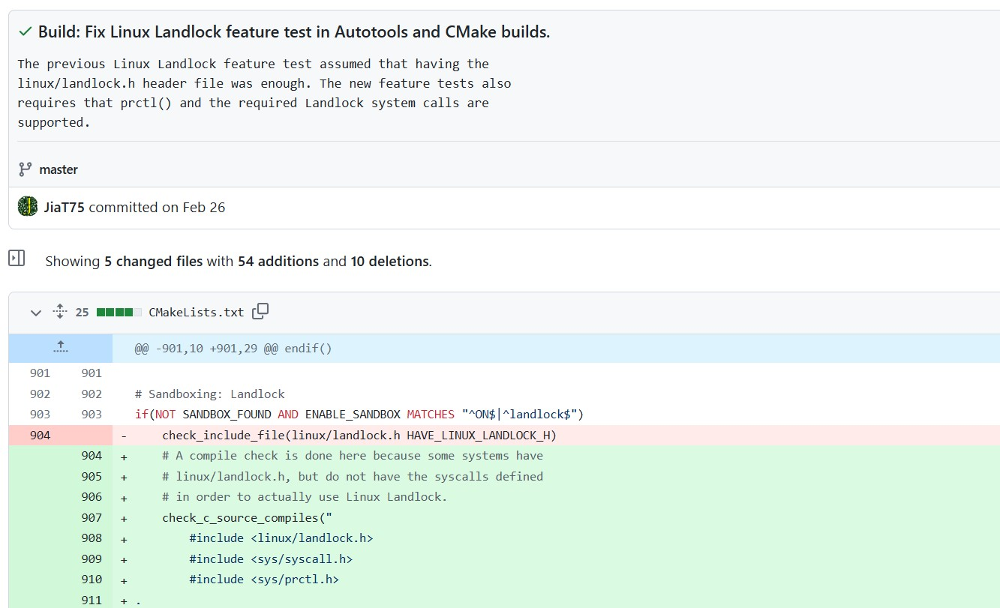 Build: Fix Linux Landlock feature test in Autotools and CMake builds.
The previous Linux Landlock feature test assumed that having the
linux/landlock.h header file was enough. The new feature tests also
requires that prctl() and the required Landlock system calls are
supported.
master
JiaT75 committed on Feb 26
Showing 5 changed files with 54 additions and 10 deletions.
25 CMakeLists.txt
@@ -901,10 +901,29 @@ endif()
901 901
902 902 # Sandboxing: Landlock
903 903 if(NOT SANDBOX_FOUND AND ENABLE_SANDBOX MATCHES "^ON$|^landlock$")
904 - check_include_file(linux/landlock.h HAVE_LINUX_LANDLOCK_H)
904 + # A compile check is done here because some systems have
905 + # linux/landlock.h, but do not have the syscalls defined
906 + # in order to actually use Linux Landlock.
907 + check_c_source_compiles("
908 + #include <linux/landlock.h>
909 + #include <sys/syscall.h>
910 + #include <sys/prctl.h>
911 + .